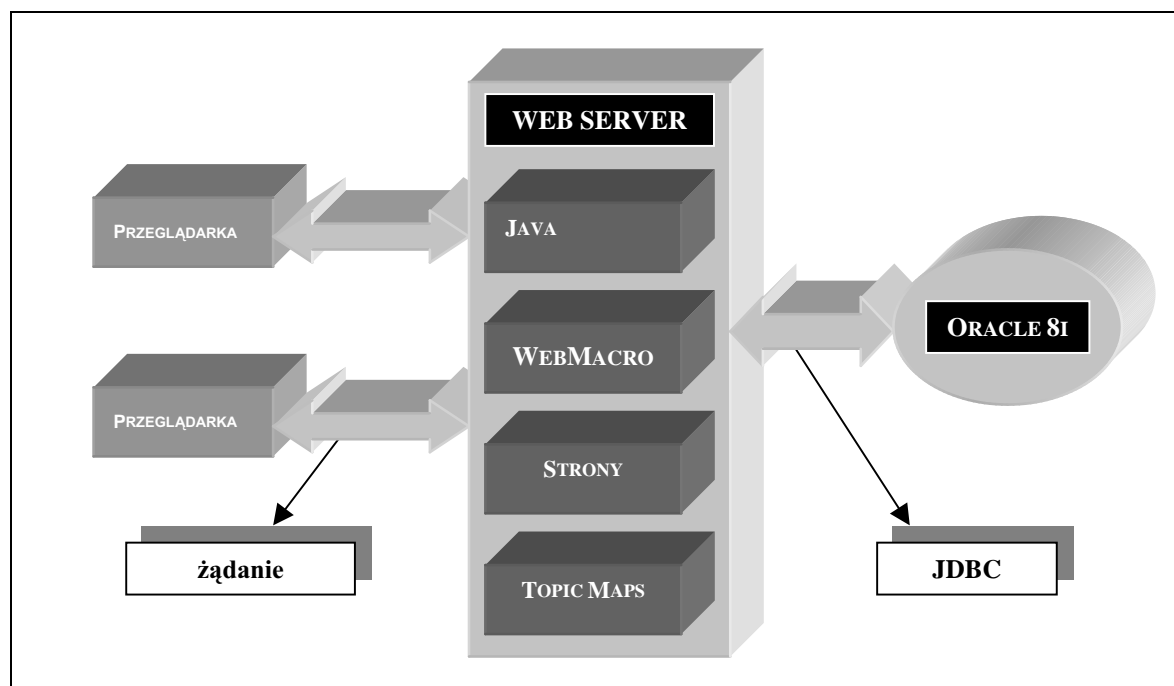 WEB SERVER
PRZEGLĄDARKA
JAVA
ORACLE 8I
WEBMACRO
PRZEGLĄDARKA
STRONY
żądanie
JDBC
TOPIC MAPS